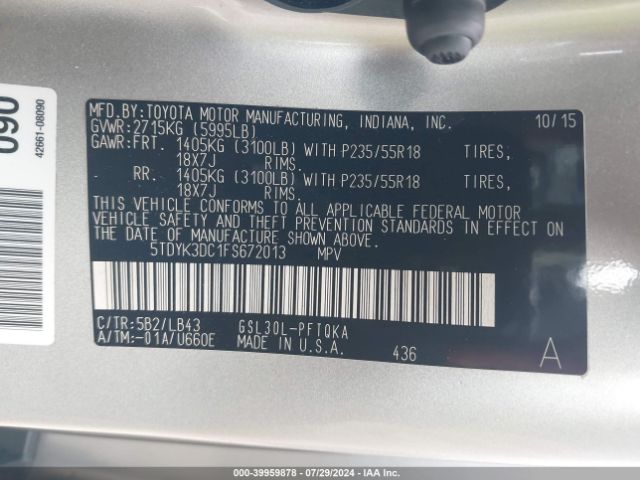 MFD.BY:TOYOTA MOTOR MANUFACTURING, INDIANA, INC. 10/15
GVWR:2715KG (5995LB)
GAWR:FRT. 1405KG (3100LB) WITH P235/55R18 TIRES,
18X7J RIMS.
RR. 1405KG (3100LB) WITH P235/55R18 TIRES,
18X7J RIMS.
THIS VEHICLE CONFORMS TO ALL APPLICABLE FEDERAL MOTOR
VEHICLE SAFETY AND THEFT PREVENTION STANDARDS IN EFFECT ON
THE DATE OF MANUFACTURE SHOWN ABOVE.
5TDYK3DC1FS672013 MPV
C/TR:5B2/LB43 GSL30L-PFTQKA
A/TM:-01A/U660E MADE IN U.S.A. 436 A
090
42661-08090
000-39959878 - 07/29/2024 - IAA Inc.